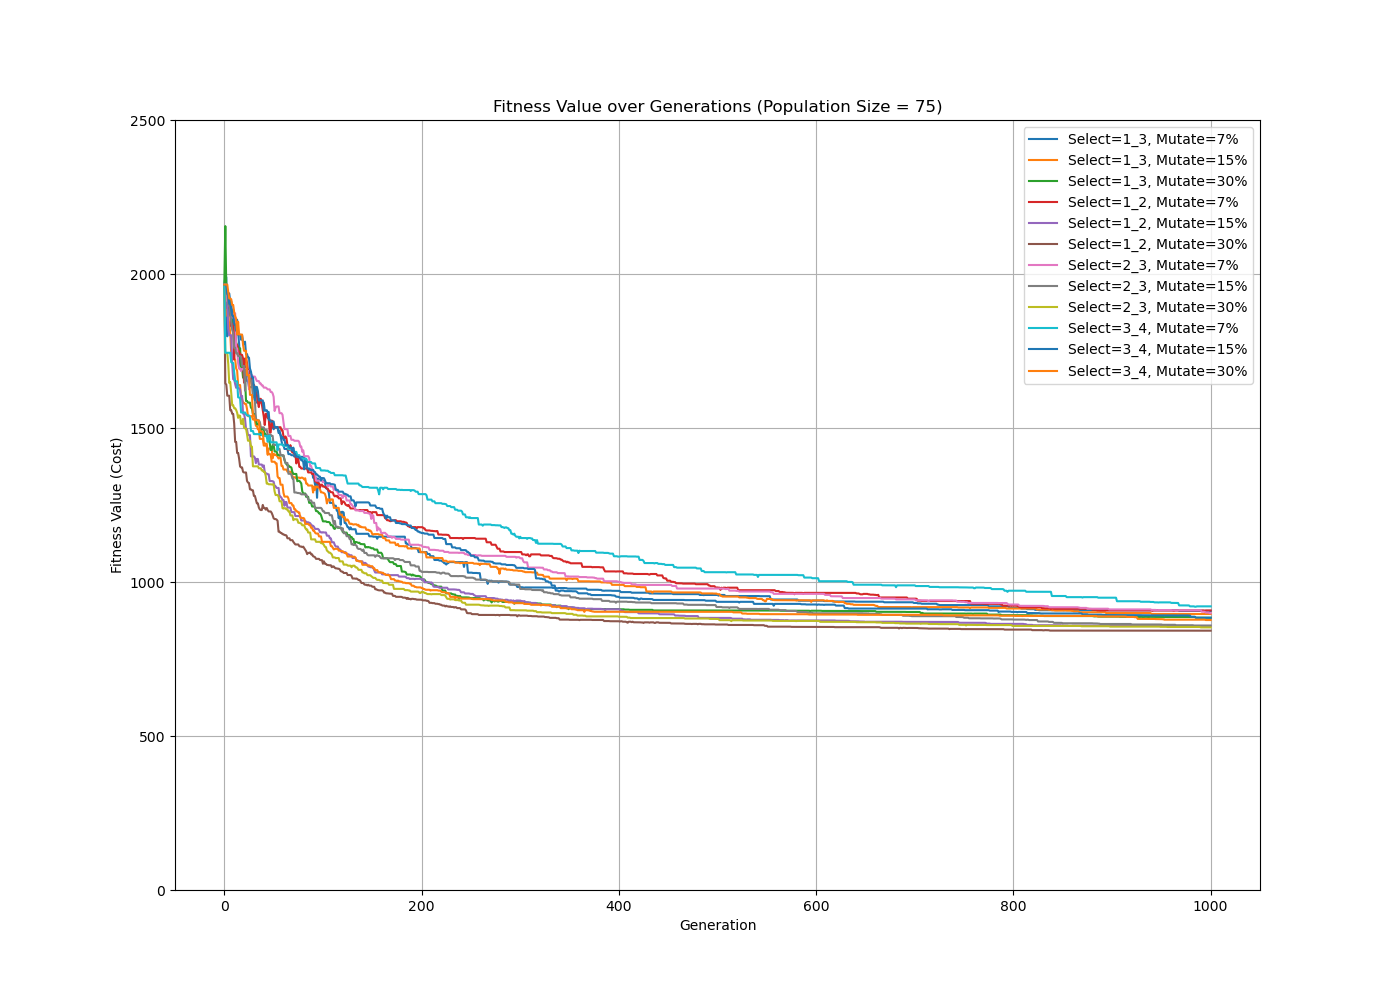 Fitness Value over Generations (Population Size = 75)
2500
2000
1500
1000
500
0
Fitness Value (Cost)
Select=1_3, Mutate=7%
Select=1_3, Mutate=15%
Select=1_3, Mutate=30%
Select=1_2, Mutate=7%
Select=1_2, Mutate=15%
Select=1_2, Mutate=30%
Select=2_3, Mutate=7%
Select=2_3, Mutate=15%
Select=2_3, Mutate=30%
Select=3_4, Mutate=7%
Select=3_4, Mutate=15%
Select=3_4, Mutate=30%
0 200 400 600 800 1000
Generation